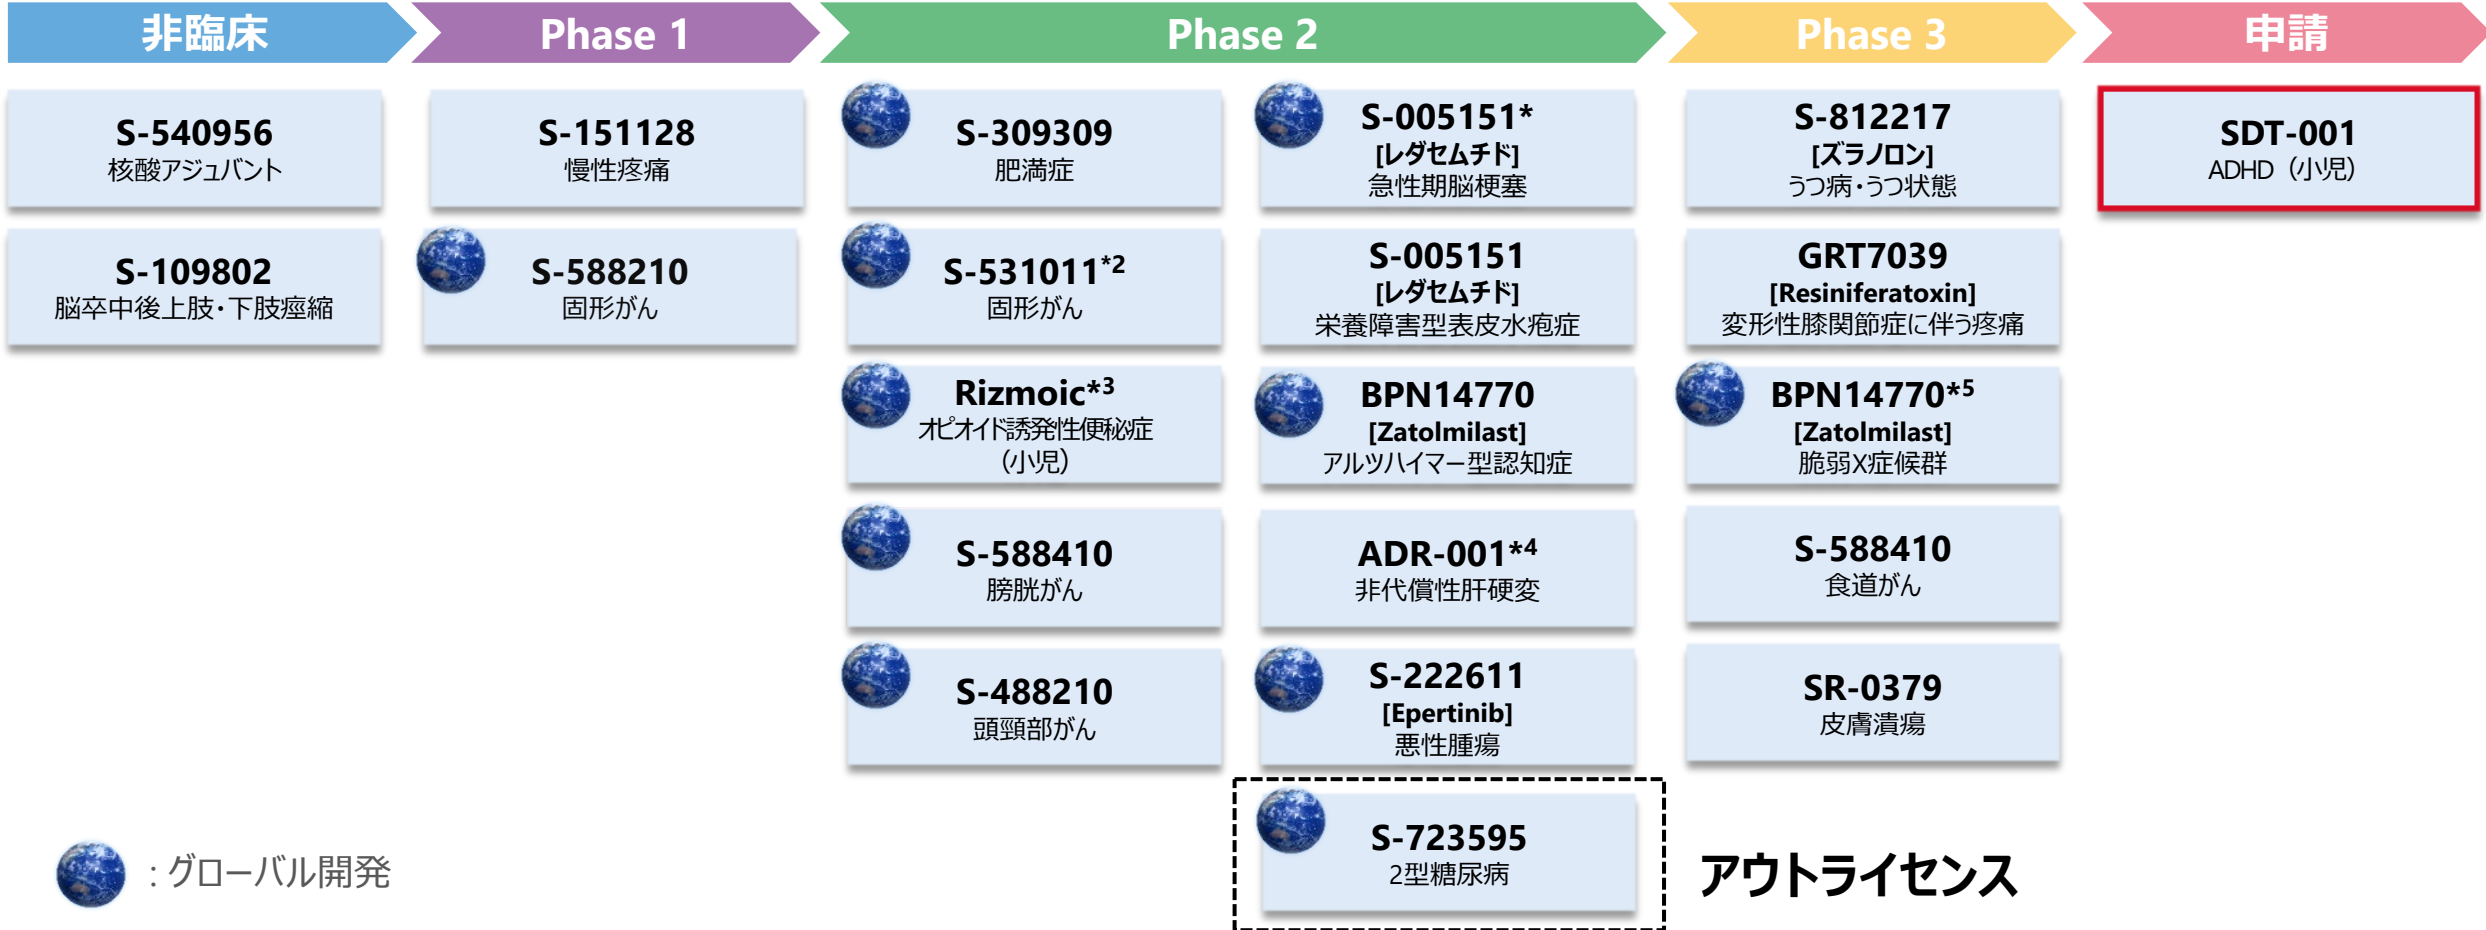 非臨床
Phase 1
Phase 2
Phase 3
申請
S-540956
核酸アジュバント
S-109802
脳卒中後上肢・下肢痙縮
S-151128
慢性疼痛
S-588210
固形がん
S-309309
肥満症
S-531011*2
固形がん
Rizmoic*3
オピオイド誘発性便秘症
（小児）
S-588410
膀胱がん
S-488210
頭頸部がん
S-005151*
[レダセムチド]
急性期脳梗塞
S-005151
[レダセムチド]
栄養障害型表皮水疱症
BPN14770
[Zatolmilast]
アルツハイマー型認知症
ADR-001*4
非代償性肝硬変
S-222611
[Epertinib]
悪性腫瘍
S-723595
2型糖尿病
S-812217
[ズラノロン]
うつ病・うつ状態
GRT7039
[Resiniferatoxin]
変形性膝関節症に伴う疼痛
BPN14770*5
[Zatolmilast]
脆弱X症候群
S-588410
食道がん
SR-0379
皮膚潰瘍
SDT-001
ADHD（小児）
アウトライセンス
：グローバル開発